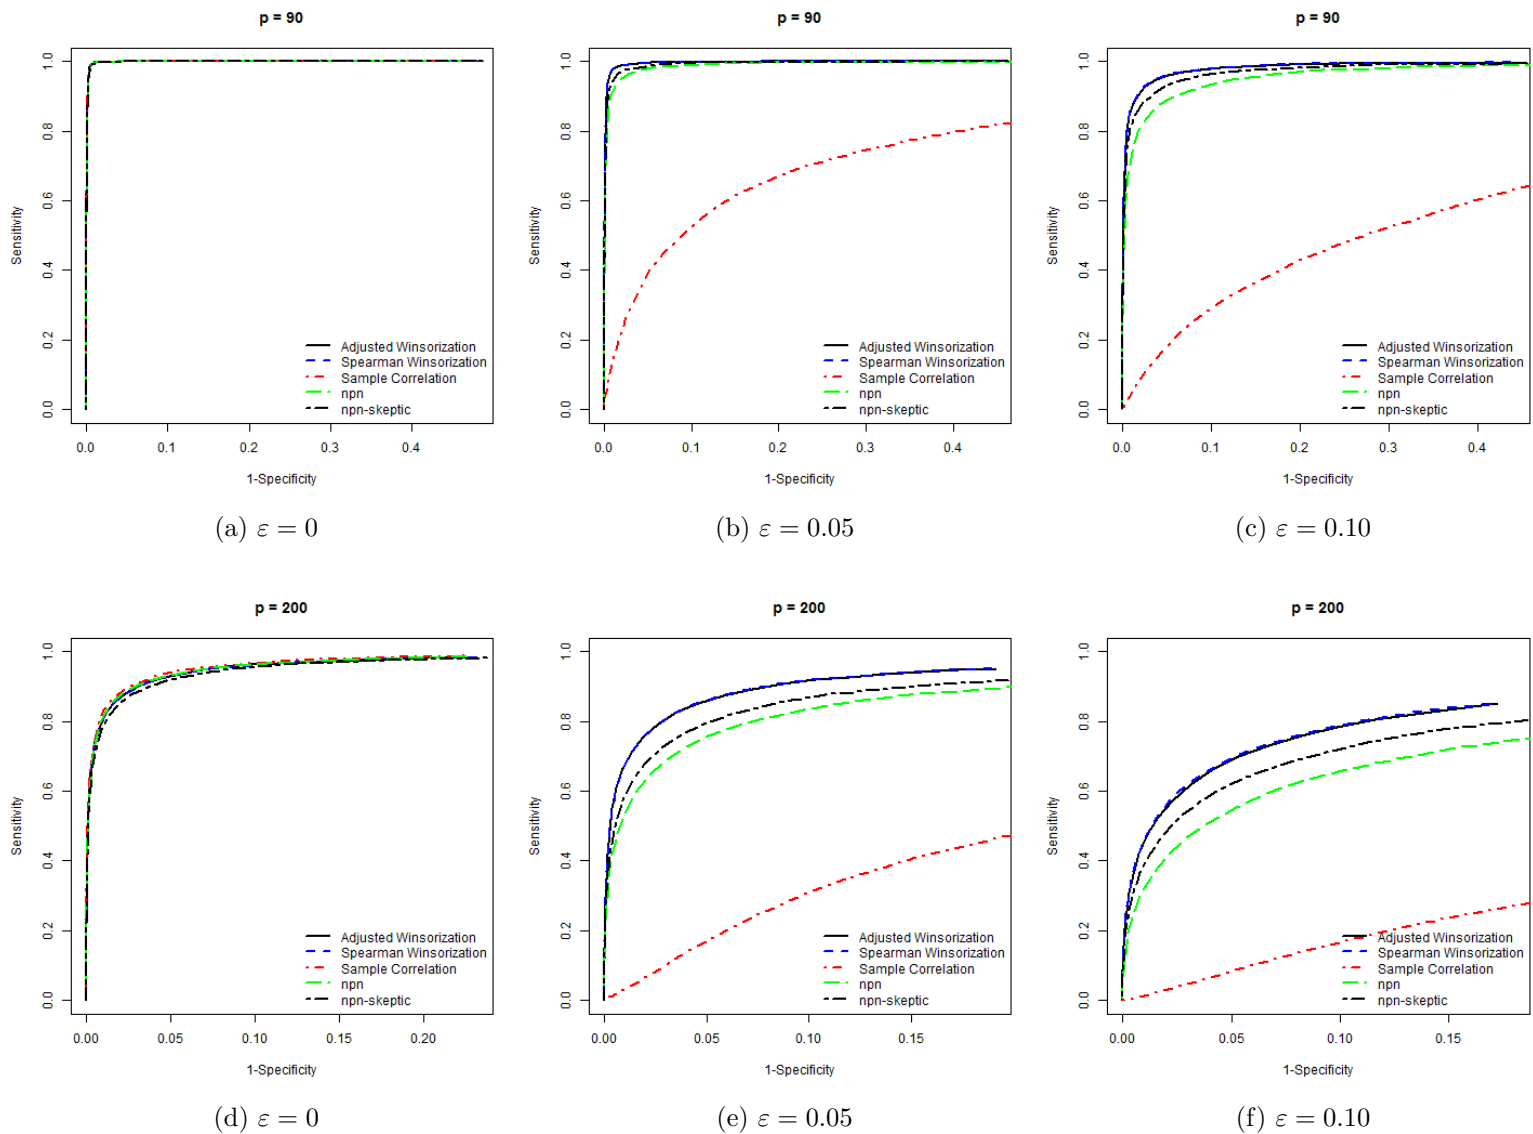 p = 90
Sensitivity
1.0
0.8
0.6
0.4
0.2
0.0
Adjusted Winsorization
Spearman Winsorization
Sample Correlation
npn
npn-skeptic
0.0 0.1 0.2 0.3 0.4
1-Specificity
(a) ε = 0
p = 90
Sensitivity
1.0
0.8
0.6
0.4
0.2
0.0
Adjusted Winsorization
Spearman Winsorization
Sample Correlation
npn
npn-skeptic
0.0 0.1 0.2 0.3 0.4
1-Specificity
(b) ε = 0.05
p = 90
Sensitivity
1.0
0.8
0.6
0.4
0.2
0.0
Adjusted Winsorization
Spearman Winsorization
Sample Correlation
npn
npn-skeptic
0.0 0.1 0.2 0.3 0.4
1-Specificity
(c) ε = 0.10
p = 200
Sensitivity
1.0
0.8
0.6
0.4
0.2
0.0
Adjusted Winsorization
Spearman Winsorization
Sample Correlation
npn
npn-skeptic
0.00 0.05 0.10 0.15 0.20
1-Specificity
(d) ε = 0
p = 200
Sensitivity
1.0
0.8
0.6
0.4
0.2
0.0
Adjusted Winsorization
Spearman Winsorization
Sample Correlation
npn
npn-skeptic
0.00 0.05 0.10 0.15
1-Specificity
(e) ε = 0.05
p = 200
Sensitivity
1.0
0.8
0.6
0.4
0.2
0.0
Adjusted Winsorization
Spearman Winsorization
Sample Correlation
npn
npn-skeptic
0.00 0.05 0.10 0.15
1-Specificity
(f) ε = 0.10